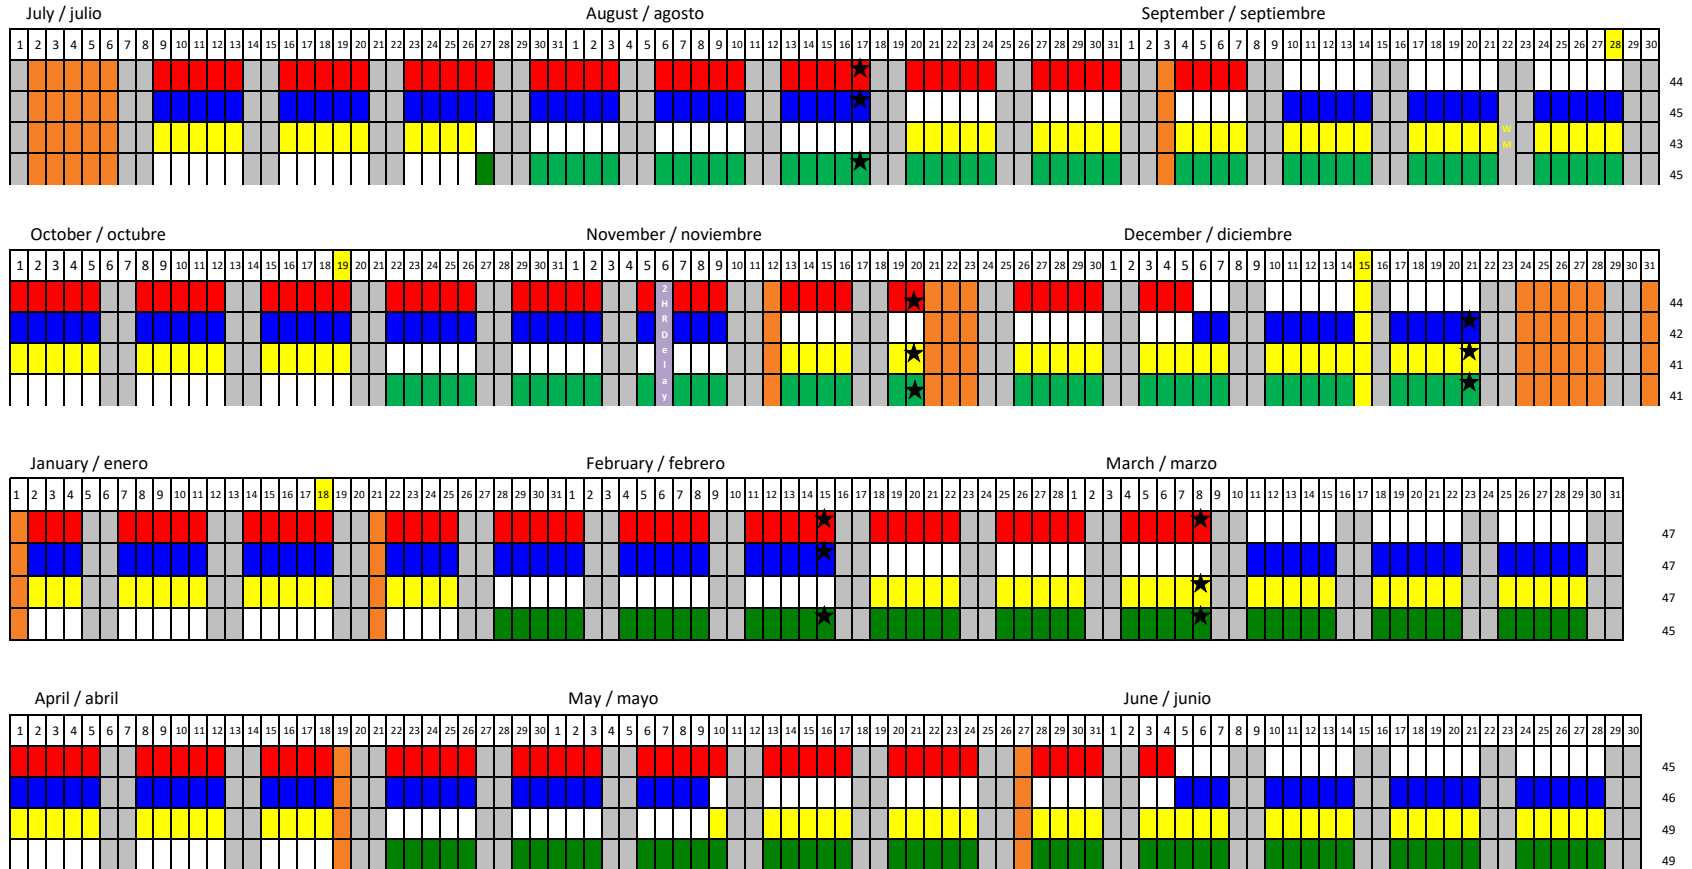 July / julio August / agosto September / septiembre
1 2 3 4 5 6 7 8 9 10 11 12 13 14 15 16 17 18 19 20 21 22 23 24 25 26 27 28 29 30 31 1 2 3 4 5 6 7 8 9 10 11 12 13 14 15 16 17 18 19 20 21 22 23 24 25 26 27 28 29 30 31 1 2 3 4 5 6 7 8 9 10 11 12 13 14 15 16 17 18 19 20 21 22 23 24 25 26 27 28 29 30
44
45
W
43
M
45
October / octubre November / noviembre December / diciembre
1 2 3 4 5 6 7 8 9 10 11 12 13 14 15 16 17 18 19 20 21 22 23 24 25 26 27 28 29 30 31 1 2 3 4 5 6 7 8 9 10 11 12 13 14 15 16 17 18 19 20 21 22 23 24 25 26 27 28 29 30 1 2 3 4 5 6 7 8 9 10 11 12 13 14 15 16 17 18 19 20 21 22 23 24 25 26 27 28 29 30 31
2
H
44
R
D
42
e
l
41
a
y
41
January / enero February / febrero March / marzo
1 2 3 4 5 6 7 8 9 10 11 12 13 14 15 16 17 18 19 20 21 22 23 24 25 26 27 28 29 30 31 1 2 3 4 5 6 7 8 9 10 11 12 13 14 15 16 17 18 19 20 21 22 23 24 25 26 27 28 1 2 3 4 5 6 7 8 9 10 11 12 13 14 15 16 17 18 19 20 21 22 23 24 25 26 27 28 29 30 31
47
47
47
45
April / abril May / mayo June / junio
1 2 3 4 5 6 7 8 9 10 11 12 13 14 15 16 17 18 19 20 21 22 23 24 25 26 27 28 29 30 1 2 3 4 5 6 7 8 9 10 11 12 13 14 15 16 17 18 19 20 21 22 23 24 25 26 27 28 29 30 31 1 2 3 4 5 6 7 8 9 10 11 12 13 14 15 16 17 18 19 20 21 22 23 24 25 26 27 28 29 30
45
46
49
49